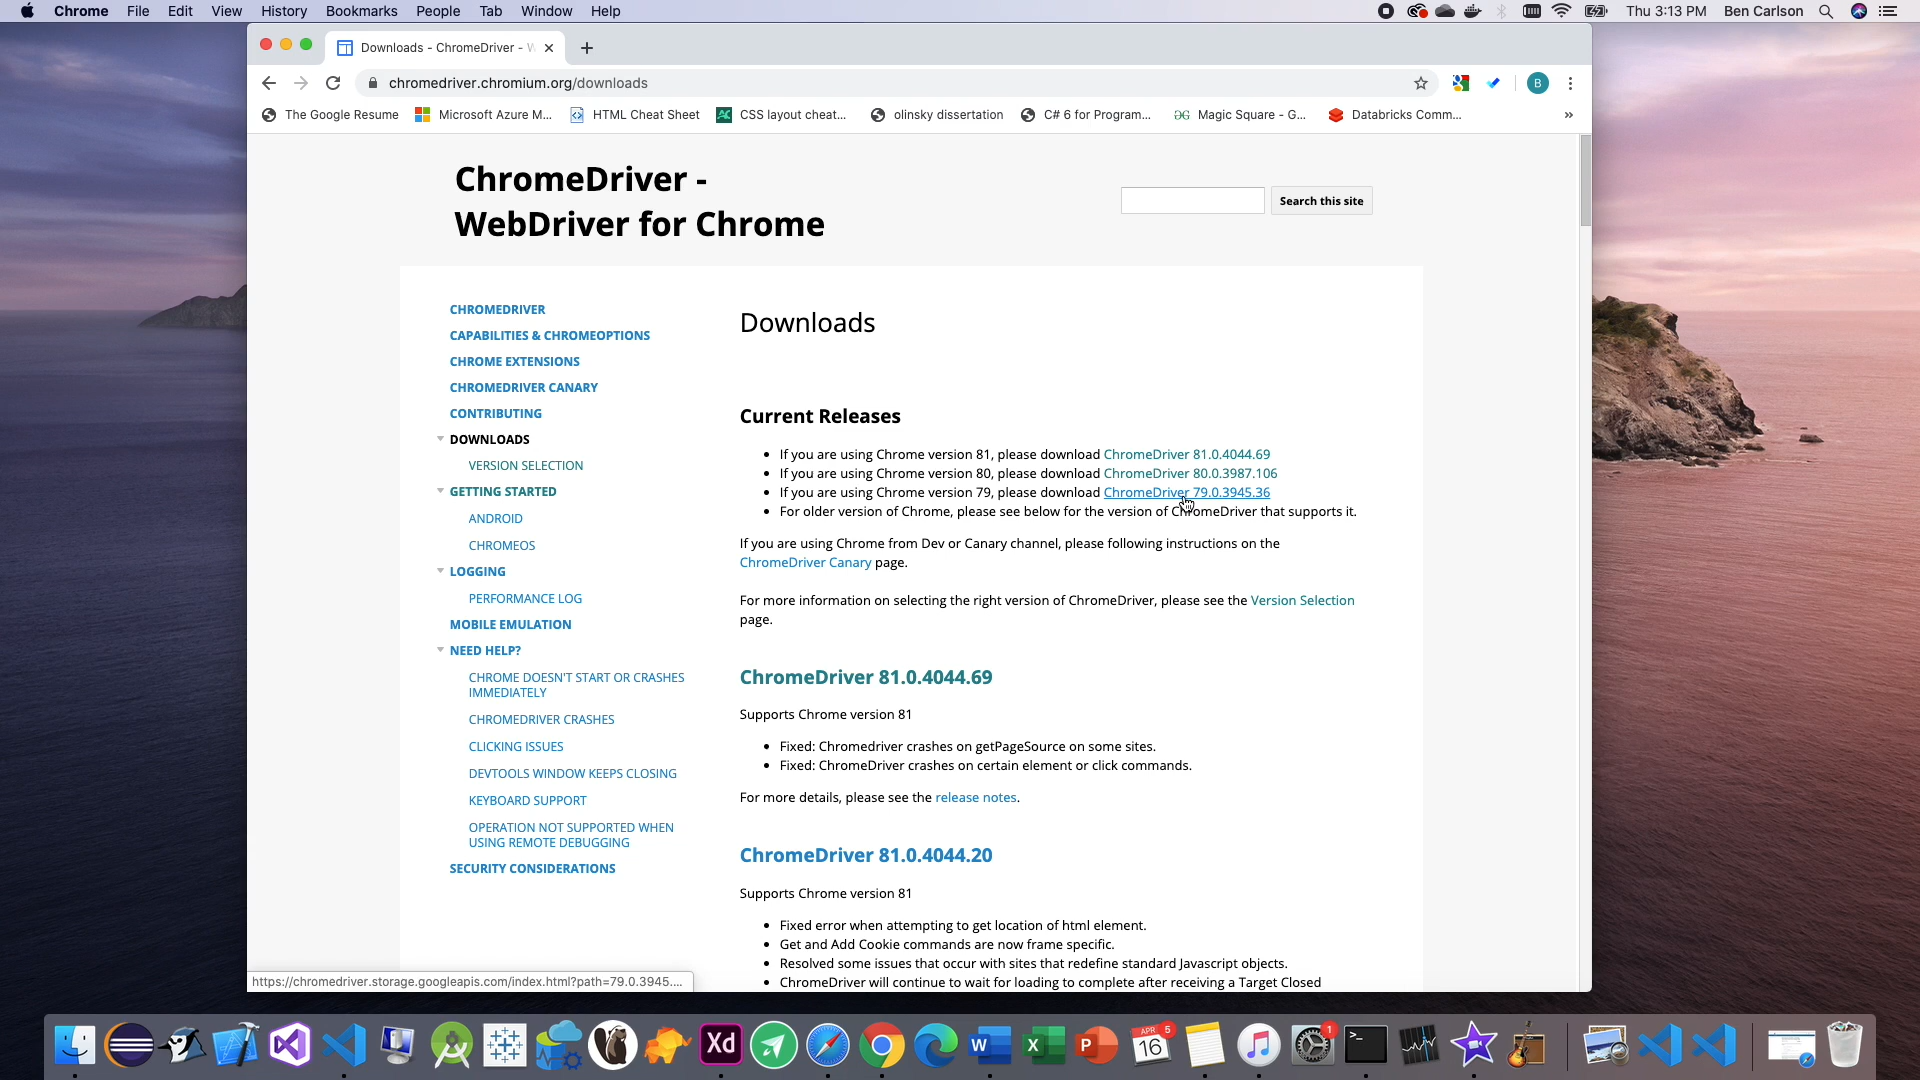 Chrome File Edit View History Bookmarks People Tab Window Help
Thu 3:13 PM Ben Carlson
Downloads - ChromeDriver -
chromedriver.chromium.org/downloads
B
The Google Resume Microsoft Azure M... HTML Cheat Sheet CSS layout cheat... olinsky dissertation C# 6 for Program... Magic Square - G... Databricks Comm... »
ChromeDriver -
WebDriver for Chrome
Search this site
CHROMEDRIVER
CAPABILITIES & CHROMEOPTIONS
CHROME EXTENSIONS
CHROMEDRIVER CANARY
CONTRIBUTING
DOWNLOADS
VERSION SELECTION
GETTING STARTED
ANDROID
CHROMEOS
LOGGING
PERFORMANCE LOG
MOBILE EMULATION
NEED HELP?
CHROME DOESN'T START OR CRASHES
IMMEDIATELY
CHROMEDRIVER CRASHES
CLICKING ISSUES
DEVTOOLS WINDOW KEEPS CLOSING
KEYBOARD SUPPORT
OPERATION NOT SUPPORTED WHEN
USING REMOTE DEBUGGING
SECURITY CONSIDERATIONS
Downloads
Current Releases
If you are using Chrome version 81, please download ChromeDriver 81.0.4044.69
If you are using Chrome version 80, please download ChromeDriver 80.0.3987.106
If you are using Chrome version 79, please download ChromeDriver 79.0.3945.36
For older version of Chrome, please see below for the version of ChromeDriver that supports it.
If you are using Chrome from Dev or Canary channel, please following instructions on the
ChromeDriver Canary page.
For more information on selecting the right version of ChromeDriver, please see the Version Selection
page.
ChromeDriver 81.0.4044.69
Supports Chrome version 81
Fixed: Chromedriver crashes on getPageSource on some sites.
Fixed: ChromeDriver crashes on certain element or click commands.
For more details, please see the release notes.
ChromeDriver 81.0.4044.20
Supports Chrome version 81
Fixed error when attempting to get location of html element.
Get and Add Cookie commands are now frame specific.
Resolved some issues that occur with sites that redefine standard Javascript objects.
ChromeDriver will continue to wait for loading to complete after receiving a Target Closed
https://chromedriver.storage.googleapis.com/index.html?path=79.0.3945....
Xd
W
X
P
APR
16
5
1